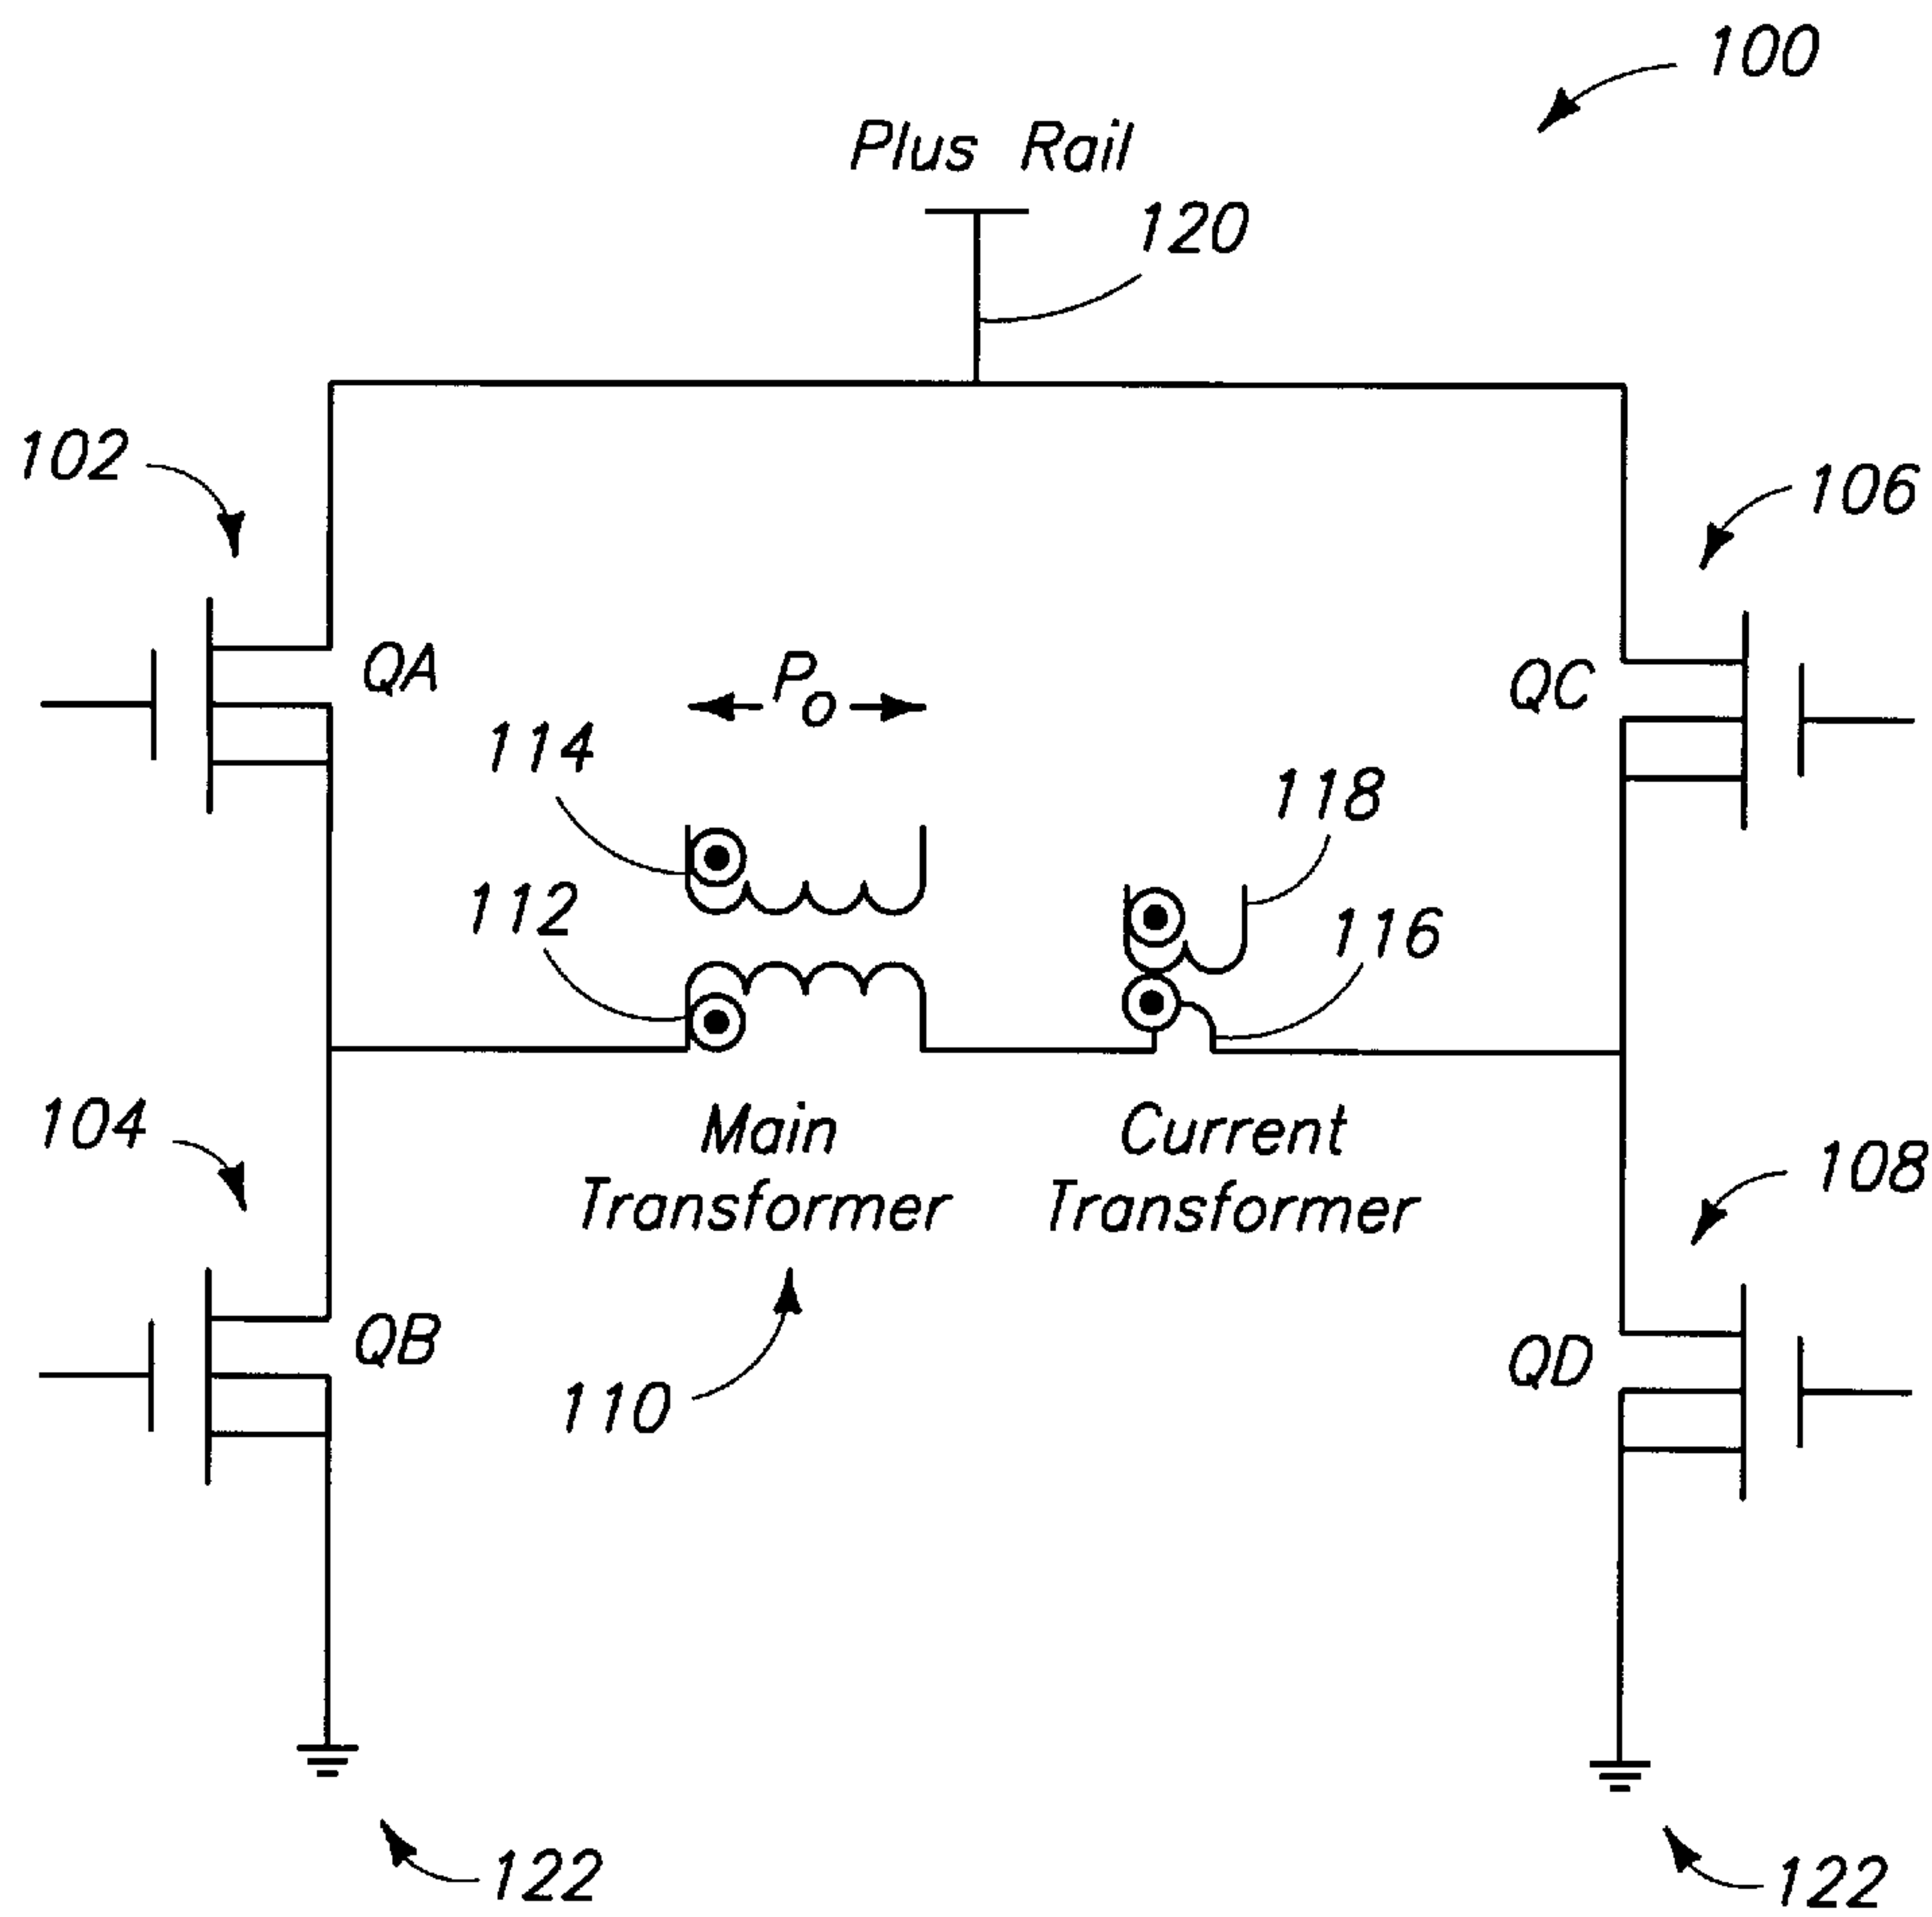 100
Plus Rail
120
102
106
QA
P₀
QC
114
118
112
116
Main
Transformer
Current
Transformer
104
108
QB
QD
110
122
122